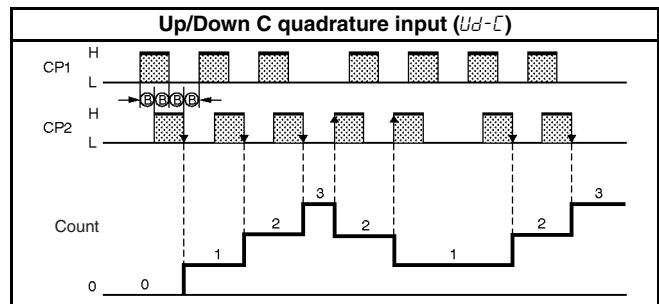 Up/Down C quadrature input (Ud-C)
H
CP1
L
B B B B
H
CP2
L
3 3
Count 2 2 2
1 1
0 0